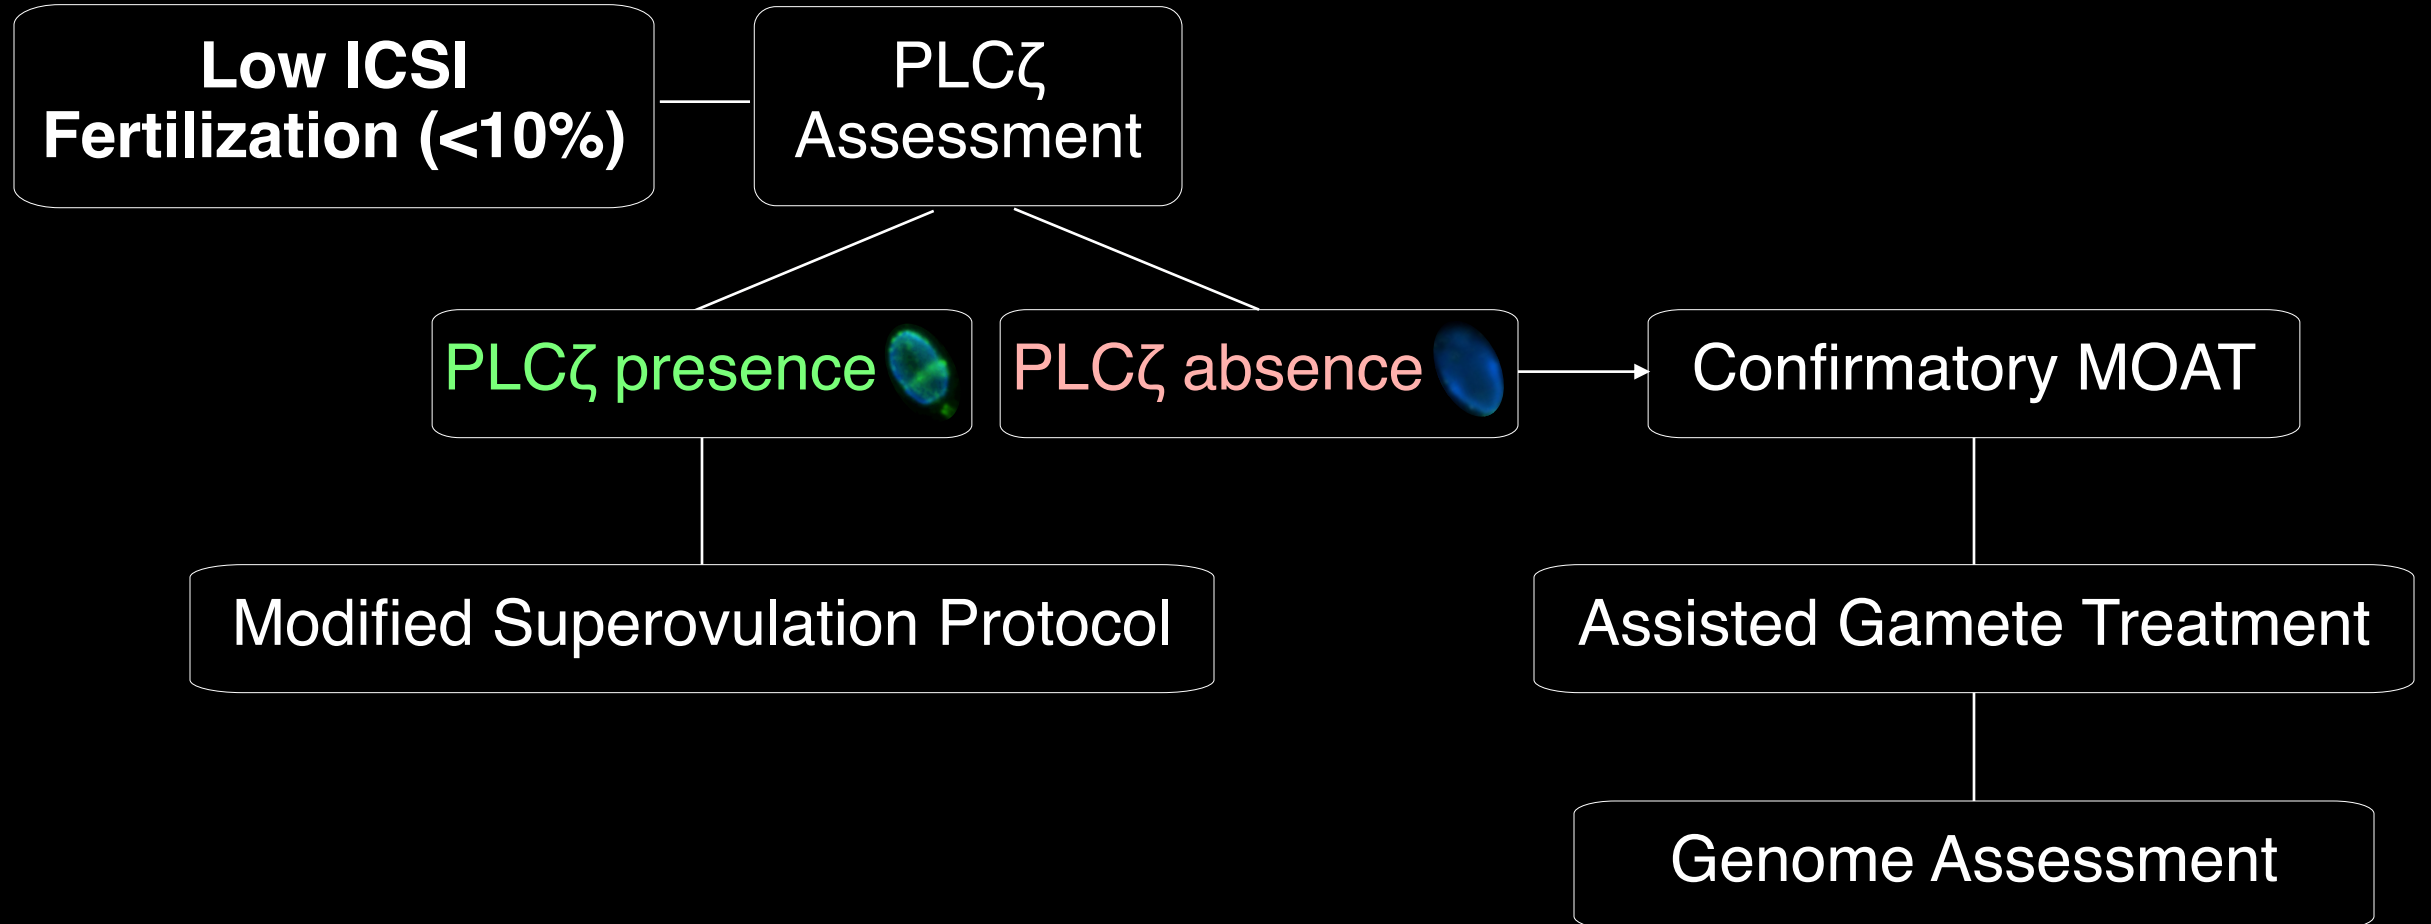 Low ICSI
Fertilization (<10%)
PLCζ
Assessment
PLCζ presence
PLCζ absence
Confirmatory MOAT
Modified Superovulation Protocol
Assisted Gamete Treatment
Genome Assessment